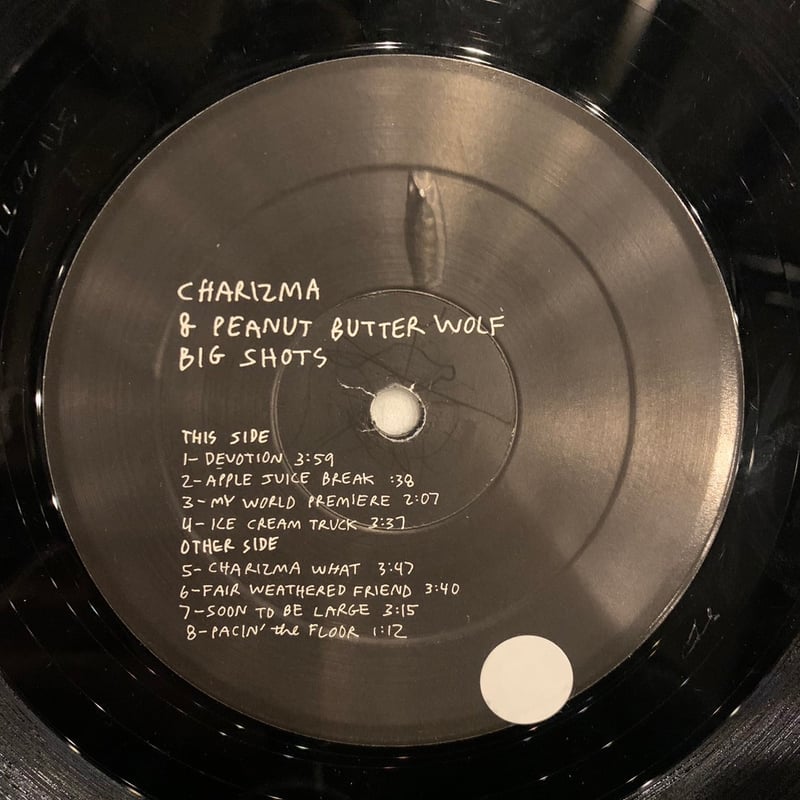 CHARIZMA
& PEANUT BUTTER WOLF
BIG SHOTS
THIS SIDE
1- DEVOTION 3:59
2- APPLE JUICE BREAK :38
3- MY WORLD PREMIERE 2:07
4- ICE CREAM TRUCK 3:37
OTHER SIDE
5- CHARIZMA WHAT 3:47
6- FAIR WEATHERED FRIEND 3:40
7- SOON TO BE LARGE 3:15
8- PACIN' the FLOOR 1:12